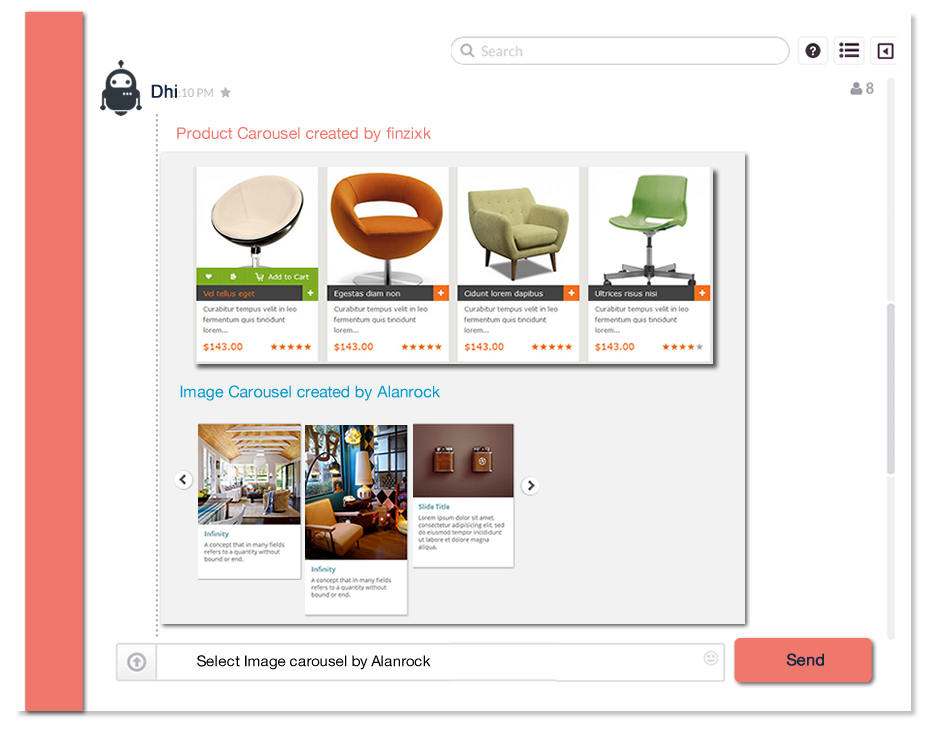 Search
8
Dhi:10 PM
Product Carousel created by finzixk
Add to Cart
Vel tellus eget
Curabitur tempus velit in leo
fermentum quis tincidunt
lorem...
$143.00
Egestas diam non
Curabitur tempus velit in leo
fermentum quis tincidunt
lorem...
$143.00
Cidunt lorem dapibus
Curabitur tempus velit in leo
fermentum quis tincidunt
lorem...
$143.00
Ultrices risus nisi
Curabitur tempus velit in leo
fermentum quis tincidunt
lorem...
$143.00
Image Carousel created by Alanrock
Infinity
A concept that in many fields
refers to a quantity without
bound or end.
Infinity
A concept that in many fields
refers to a quantity without
bound or end.
Slide Title
Lorem ipsum dolor sit amet,
consectetur adipisicing elit, sed
do eiusmod tempor incididunt
ut labore et dolore magna
aliqua.
Select Image carousel by Alanrock
Send